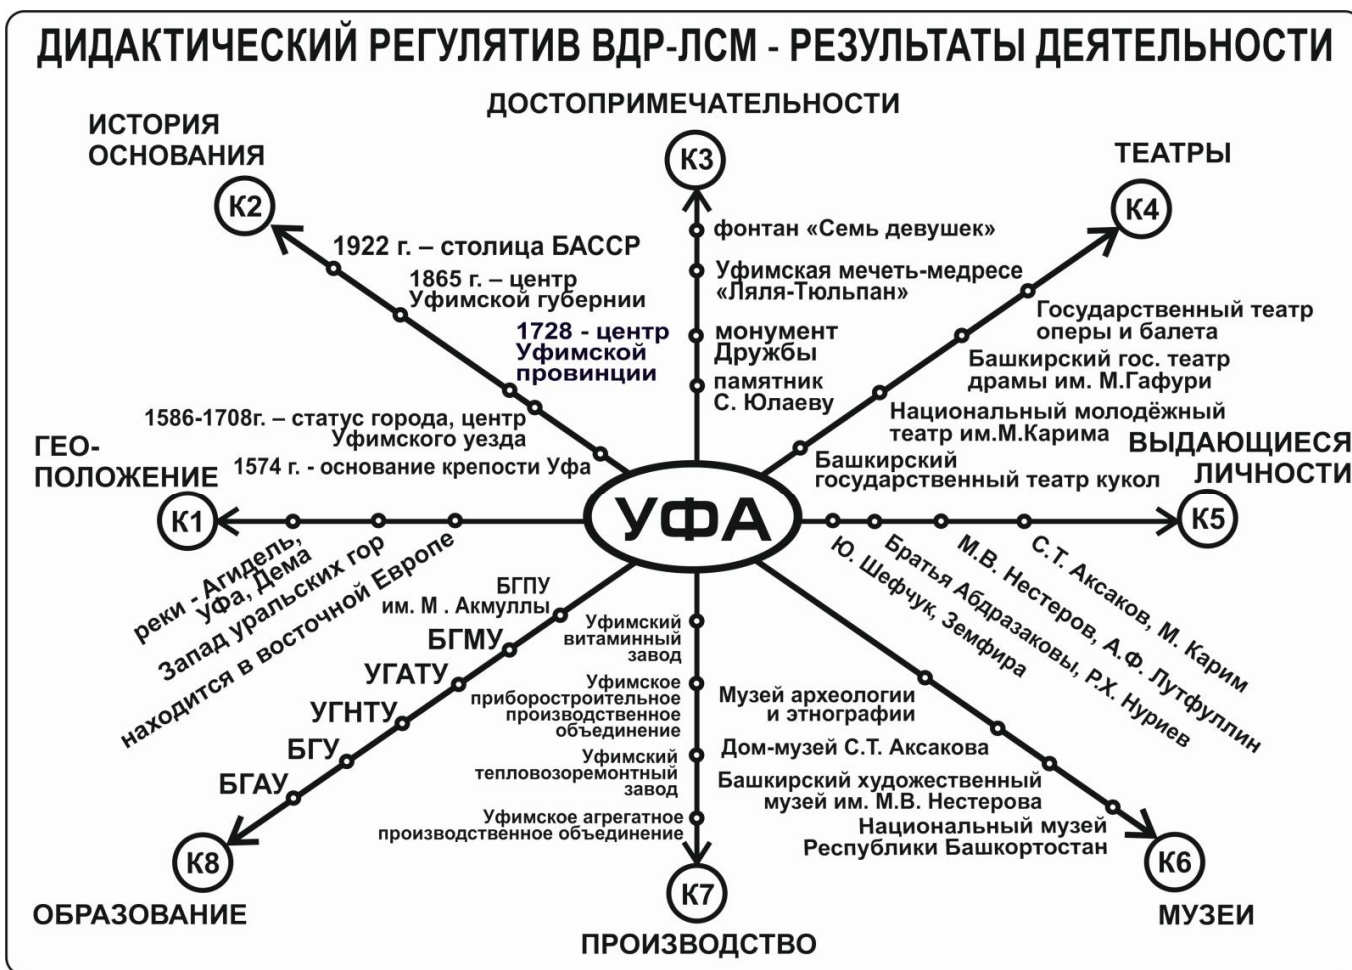 ДИДАКТИЧЕСКИЙ РЕГУЛЯТИВ ВДР-ЛСМ - РЕЗУЛЬТАТЫ ДЕЯТЕЛЬНОСТИ
ДОСТОПРИМЕЧАТЕЛЬНОСТИ
К3
фонтан «Семь девушек»
Уфимская мечеть-медресе
«Ляля-Тюльпан»
монумент
Дружбы
памятник
С. Юлаеву
ИСТОРИЯ
ОСНОВАНИЯ
К2
1922 г. – столица БАССР
1865 г. – центр
Уфимской губернии
1728 - центр
Уфимской
провинции
1586-1708г. – статус города, центр
Уфимского уезда
1574 г. - основание крепости Уфа
ТЕАТРЫ
К4
Государственный театр
оперы и балета
Башкирский гос. театр
драмы им. М.Гафури
Национальный молодёжный
театр им.М.Карима
Башкирский
государственный театр кукол
ГЕО-
ПОЛОЖЕНИЕ
К1
реки - Агидель,
уфа, Дема
Запад уральских гор
находится в восточной Европе
УФА
ВЫДАЮЩИЕСЯ
ЛИЧНОСТИ
К5
С.Т. Аксаков, М. Карим
М.В. Нестеров, А.Ф. Лутфуллин
Братья Абдразаковы, Р.Х. Нуриев
Ю. Шефчук, Земфира
БГПУ
им. М . Акмуллы
БГМУ
УГАТУ
УГНТУ
БГУ
БГАУ
К8
ОБРАЗОВАНИЕ
Уфимский
витаминный
завод
Уфимское
приборостроительное
производственное
объединение
Уфимский
тепловозоремонтный
завод
Уфимское агрегатное
производственное объединение
К7
ПРОИЗВОДСТВО
Музей археологии
и этнографии
Дом-музей С.Т. Аксакова
Башкирский художественный
музей им. М.В. Нестерова
Национальный музей
Республики Башкортостан
К6
МУЗЕИ